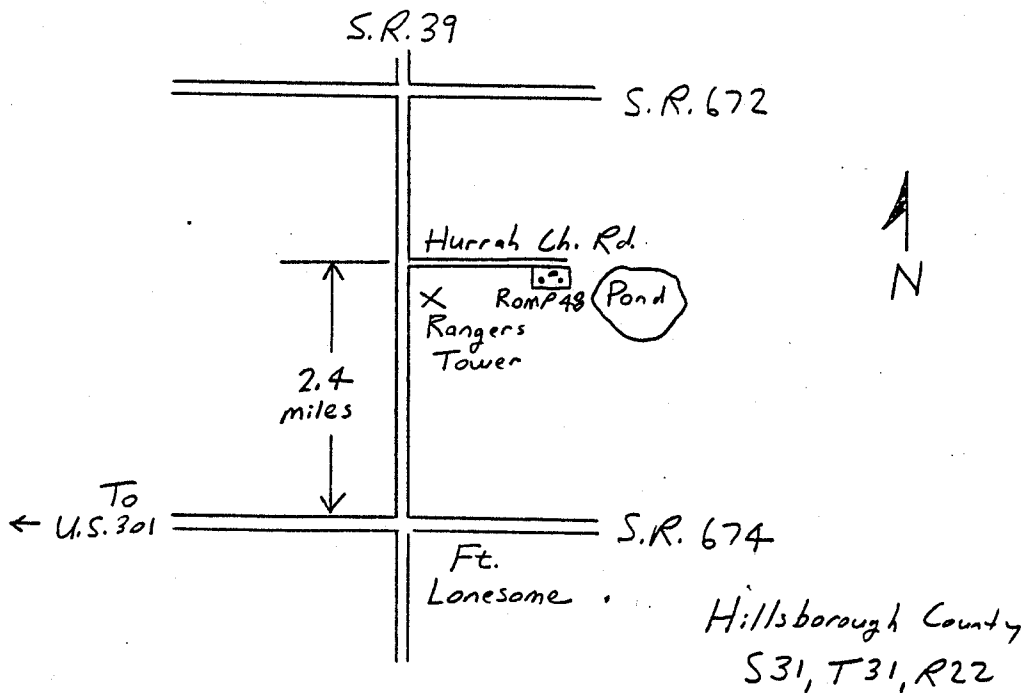 S.R. 39
S.R. 672
Hurrah Ch. Rd.
N
ROMP 48
Pond
X
Rangers
Tower
2.4
miles
To
← U.S. 301
S.R. 674
Ft.
Lonesome
Hillsborough County
S31, T31, R22